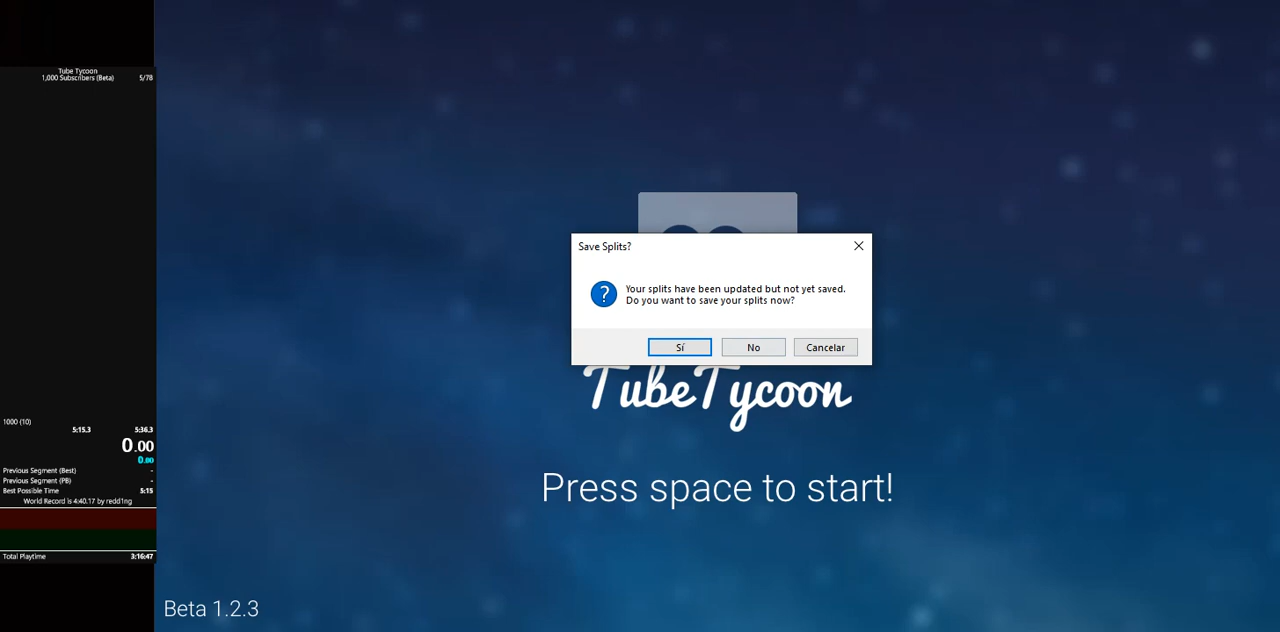 Tube Tycoon
1,000 Subscribers (Beta) 5/78
1000 (10)
5:15.3 5:36.3
0.00
0.00
Previous Segment (Best) -
Previous Segment (PB) -
Best Possible Time 5:15
World Record is 4:40.17 by redd1ng
Total Playtime 3:16:47
Save Splits?
Your splits have been updated but not yet saved.
Do you want to save your splits now?
Sí No Cancelar
TubeTycoon
Press space to start!
Beta 1.2.3